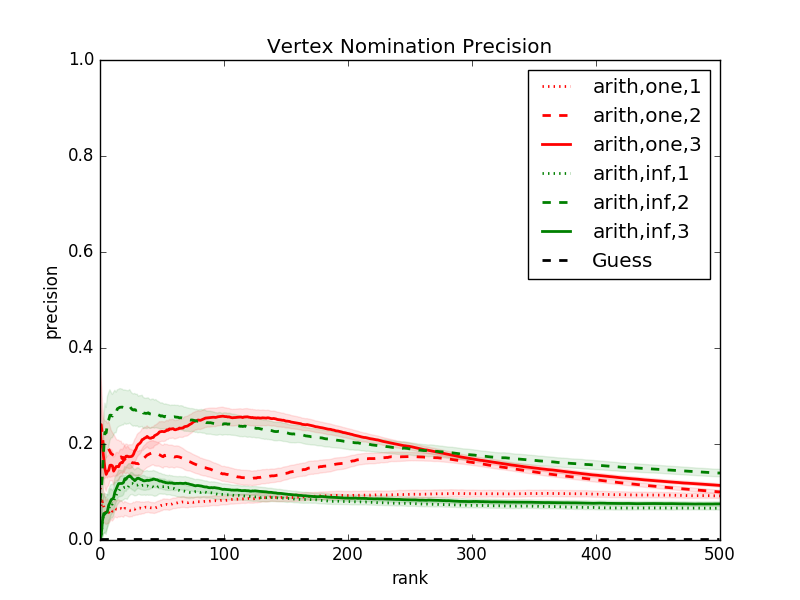 Vertex Nomination Precision
1.0
0.8
0.6
0.4
0.2
0.0
precision
arith,one,1
arith,one,2
arith,one,3
arith,inf,1
arith,inf,2
arith,inf,3
Guess
0 100 200 300 400 500
rank